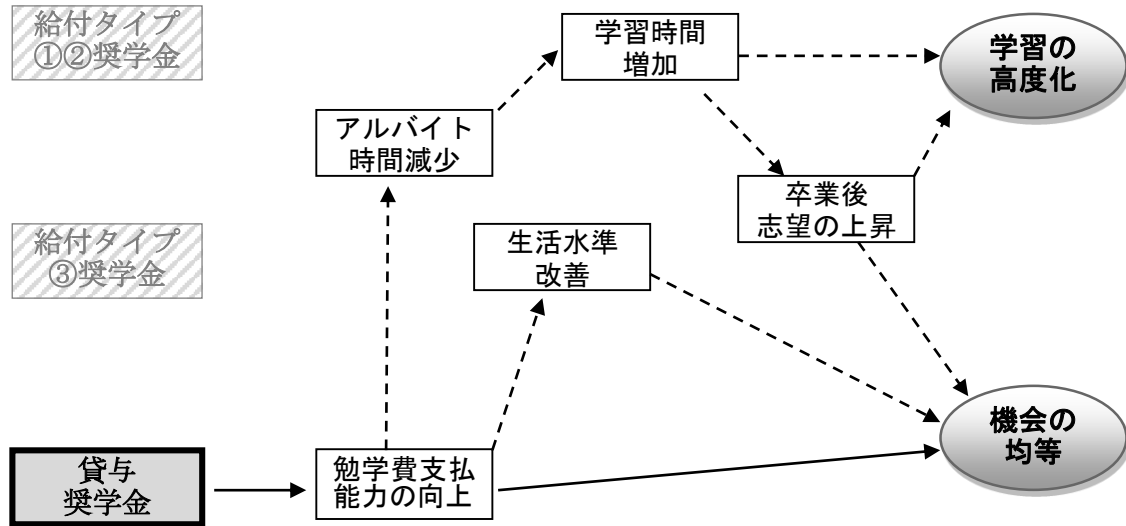 給付タイプ
①②奨学金
学習時間
増加
学習の
高度化
アルバイト
時間減少
卒業後
志望の上昇
給付タイプ
③奨学金
生活水準
改善
機会の
均等
貸与
奨学金
勉学費支払
能力の向上